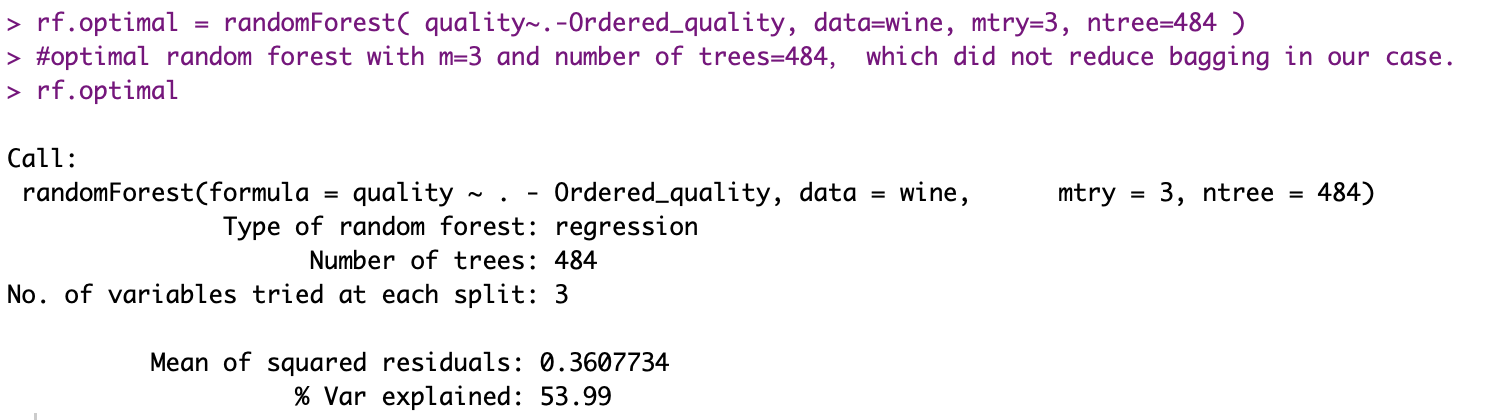 > rf.optimal = randomForest( quality~.-Ordered_quality, data=wine, mtry=3, ntree=484 )
> #optimal random forest with m=3 and number of trees=484,  which did not reduce bagging in our case.
> rf.optimal
Call:
 randomForest(formula = quality ~ . - Ordered_quality, data = wine,      mtry = 3, ntree = 484)
               Type of random forest: regression
                     Number of trees: 484
No. of variables tried at each split: 3
          Mean of squared residuals: 0.3607734
                    % Var explained: 53.99